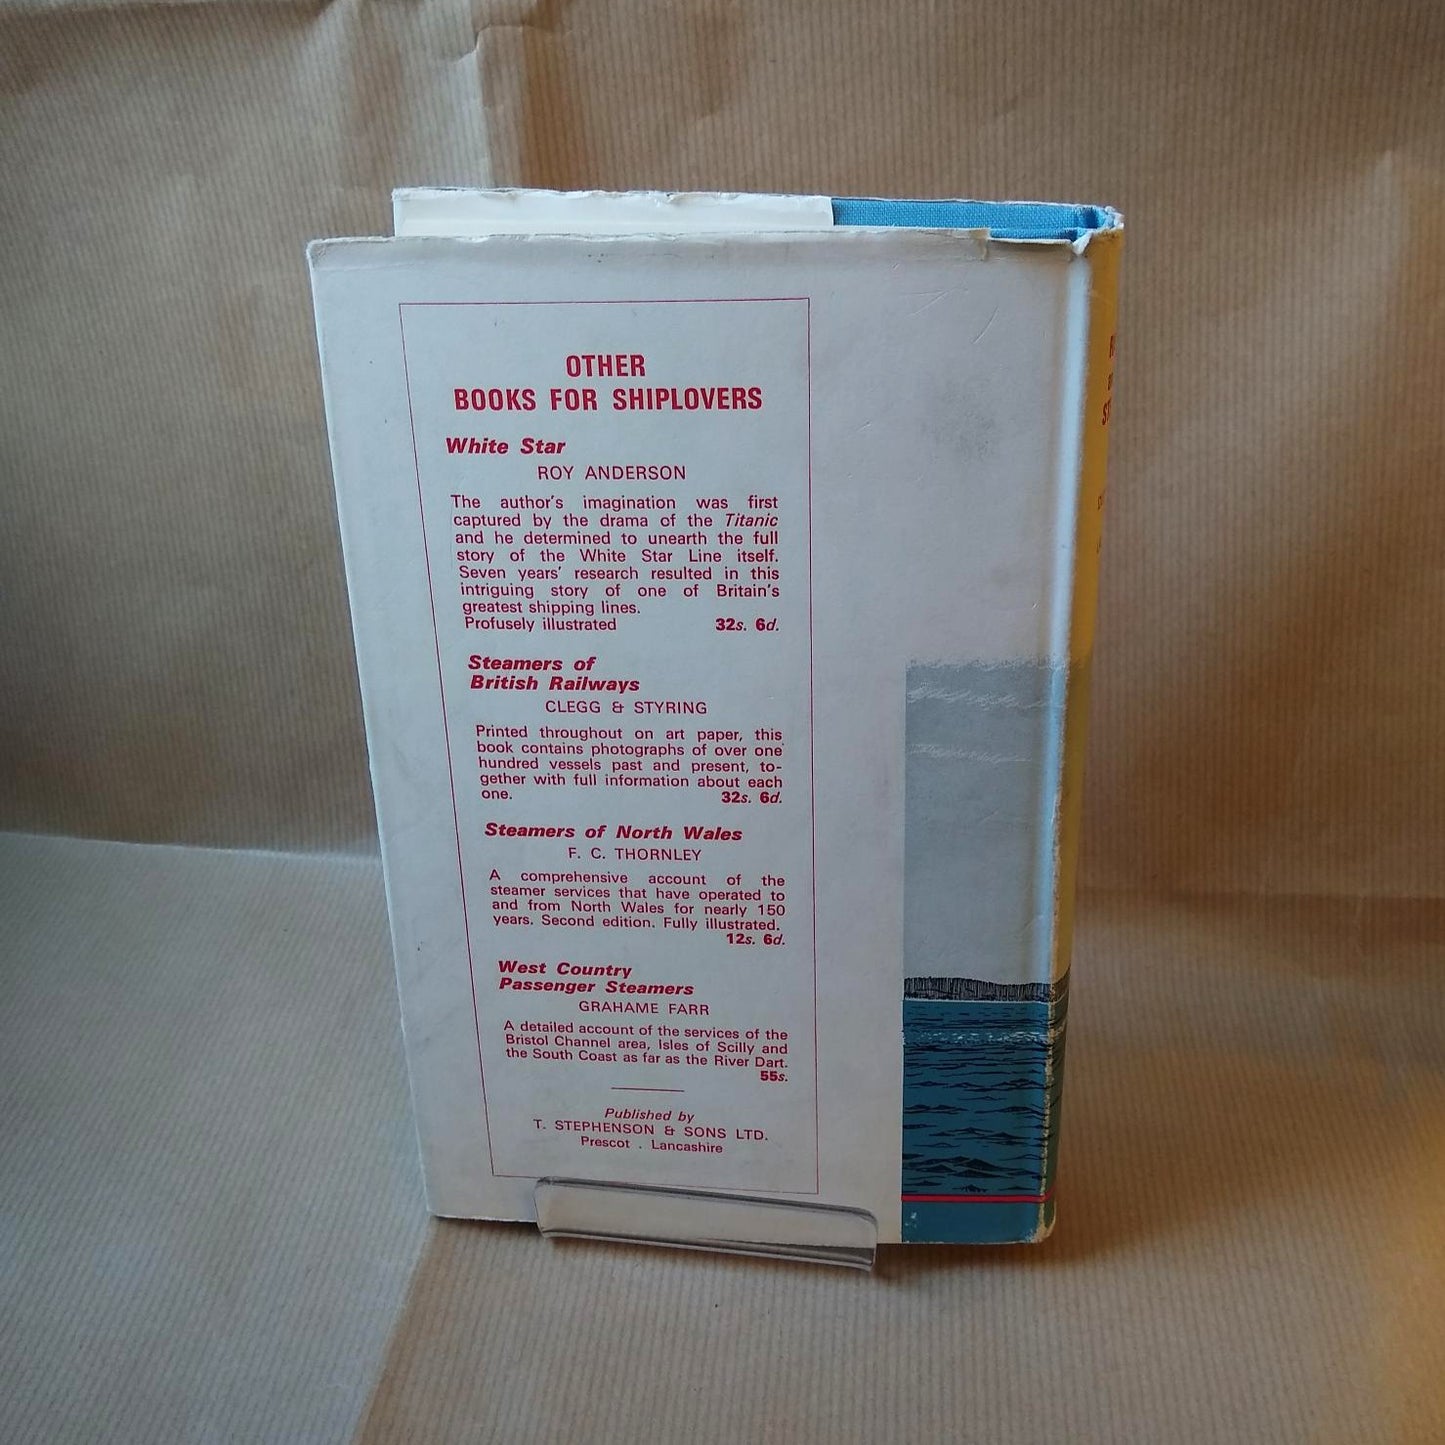 OTHER
BOOKS FOR SHIPLOVERS
White Star
ROY ANDERSON
The author's imagination was first
captured by the drama of the Titanic
and he determined to unearth the full
story of the White Star Line itself.
Seven years' research resulted in this
intriguing story of one of Britain's
greatest shipping lines.
Profusely illustrated 32s. 6d.
Steamers of
British Railways
CLEGG & STYRING
Printed throughout on art paper, this
book contains photographs of over one
hundred vessels past and present, to-
gether with full information about each
one. 32s. 6d.
Steamers of North Wales
F. C. THORNLEY
A comprehensive account of the
steamer services that have operated to
and from North Wales for nearly 150
years. Second edition. Fully illustrated.
12s. 6d.
West Country
Passenger Steamers
GRAHAME FARR
A detailed account of the services of the
Bristol Channel area, Isles of Scilly and
the South Coast as far as the River Dart.
55s.
Published by
T. STEPHENSON & SONS LTD.
Prescot . Lancashire